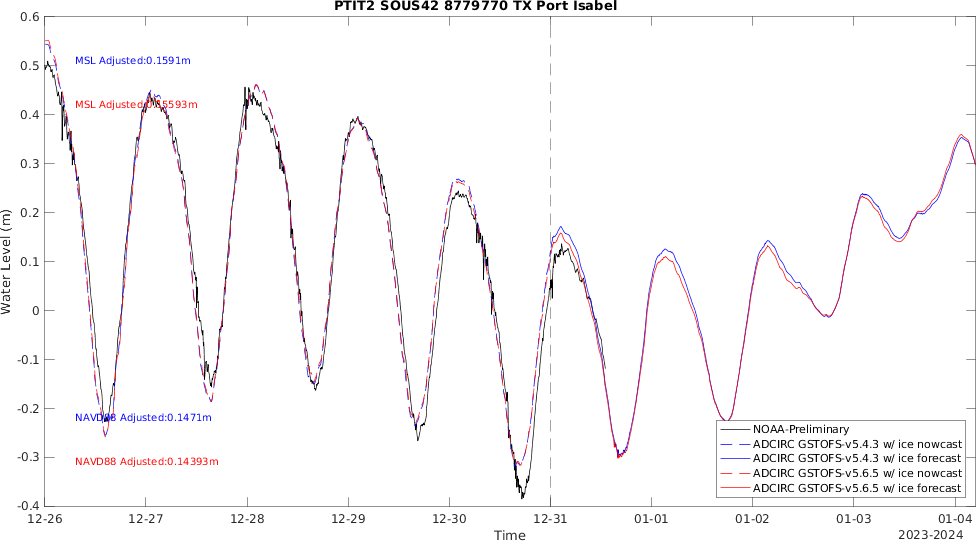 PTIT2 SOUS42 8779770 TX Port Isabel
Water Level (m)
0.6
0.5
0.4
0.3
0.2
0.1
0
-0.1
-0.2
-0.3
-0.4
MSL Adjusted:0.1591m
MSL Adjusted:0.15593m
NAVD88 Adjusted:0.1471m
NAVD88 Adjusted:0.14393m
NOAA-Preliminary
ADCIRC GSTOFS-v5.4.3 w/ ice nowcast
ADCIRC GSTOFS-v5.4.3 w/ ice forecast
ADCIRC GSTOFS-v5.6.5 w/ ice nowcast
ADCIRC GSTOFS-v5.6.5 w/ ice forecast
12-26 12-27 12-28 12-29 12-30 12-31 01-01 01-02 01-03 01-04
Time
2023-2024